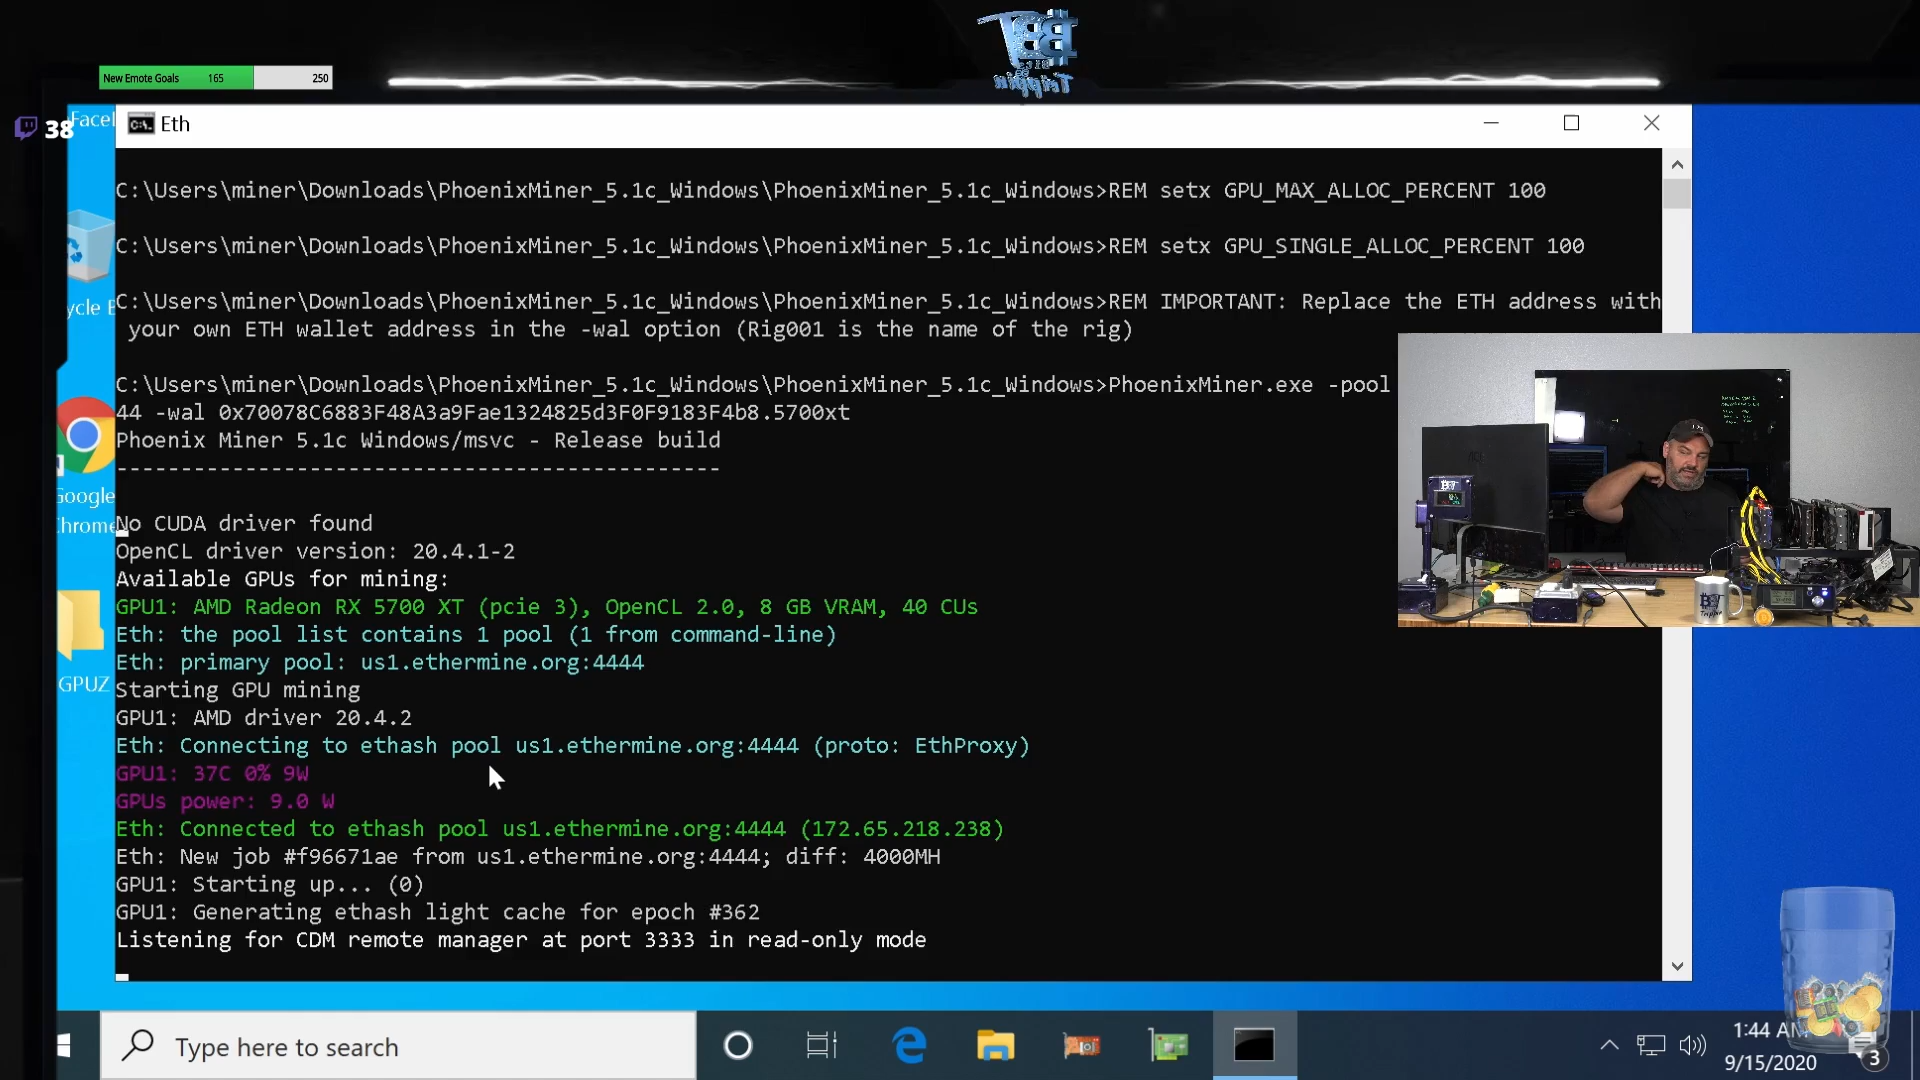 New Emote Goals 165 250
38
Eth
C:\Users\miner\Downloads\PhoenixMiner_5.1c_Windows\PhoenixMiner_5.1c_Windows>REM setx GPU_MAX_ALLOC_PERCENT 100
C:\Users\miner\Downloads\PhoenixMiner_5.1c_Windows\PhoenixMiner_5.1c_Windows>REM setx GPU_SINGLE_ALLOC_PERCENT 100
C:\Users\miner\Downloads\PhoenixMiner_5.1c_Windows\PhoenixMiner_5.1c_Windows>REM IMPORTANT: Replace the ETH address with
your own ETH wallet address in the -wal option (Rig001 is the name of the rig)
C:\Users\miner\Downloads\PhoenixMiner_5.1c_Windows\PhoenixMiner_5.1c_Windows>PhoenixMiner.exe -pool
44 -wal 0x70078C6883F48A3a9Fae1324825d3F0F9183F4b8.5700xt
Phoenix Miner 5.1c Windows/msvc - Release build
-----------------------------------------------
No CUDA driver found
OpenCL driver version: 20.4.1-2
Available GPUs for mining:
GPU1: AMD Radeon RX 5700 XT (pcie 3), OpenCL 2.0, 8 GB VRAM, 40 CUs
Eth: the pool list contains 1 pool (1 from command-line)
Eth: primary pool: us1.ethermine.org:4444
Starting GPU mining
GPU1: AMD driver 20.4.2
Eth: Connecting to ethash pool us1.ethermine.org:4444 (proto: EthProxy)
GPU1: 37C 0% 9W
GPUs power: 9.0 W
Eth: Connected to ethash pool us1.ethermine.org:4444 (172.65.218.238)
Eth: New job #f96671ae from us1.ethermine.org:4444; diff: 4000MH
GPU1: Starting up... (0)
GPU1: Generating ethash light cache for epoch #362
Listening for CDM remote manager at port 3333 in read-only mode
Google
Chrome
GPUZ
Type here to search
1:44 AM
9/15/2020
3